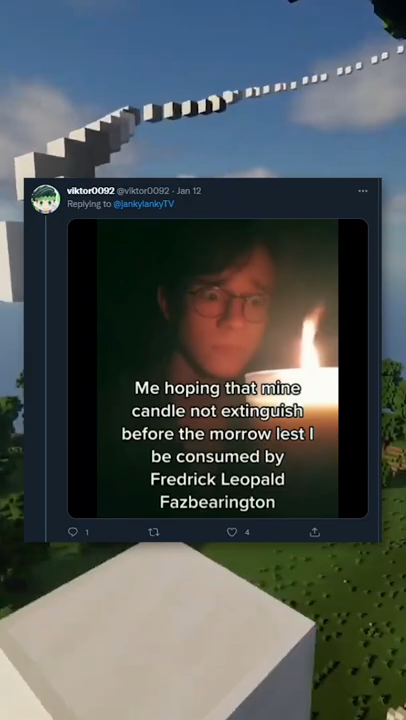 viktor0092 @viktor0092 · Jan 12
Replying to @jankylankyTV
Me hoping that mine
candle not extinguish
before the morrow lest I
be consumed by
Fredrick Leopold
Fazbearington
1
4